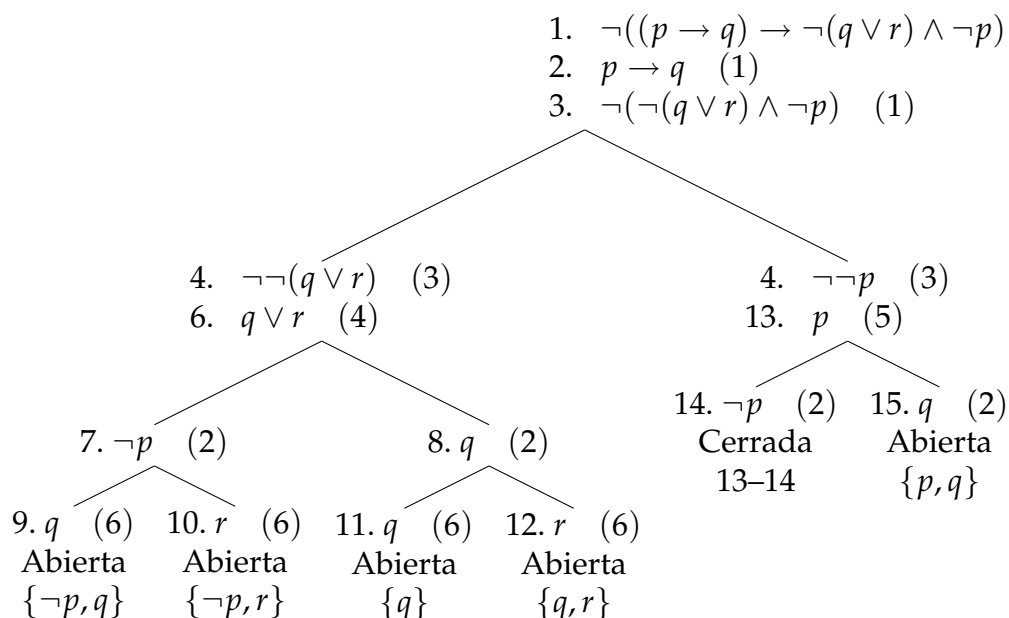 1. ¬((p → q) → ¬(q ∨ r) ∧ ¬p)
2. p → q (1)
3. ¬(¬(q ∨ r) ∧ ¬p) (1)
4. ¬¬(q ∨ r) (3)
6. q ∨ r (4)
4. ¬¬p (3)
13. p (5)
7. ¬p (2)
8. q (2)
14. ¬p (2)
Cerrada
13–14
15. q (2)
Abierta
{p, q}
9. q (6)
Abierta
{¬p, q}
10. r (6)
Abierta
{¬p, r}
11. q (6)
Abierta
{q}
12. r (6)
Abierta
{q, r}